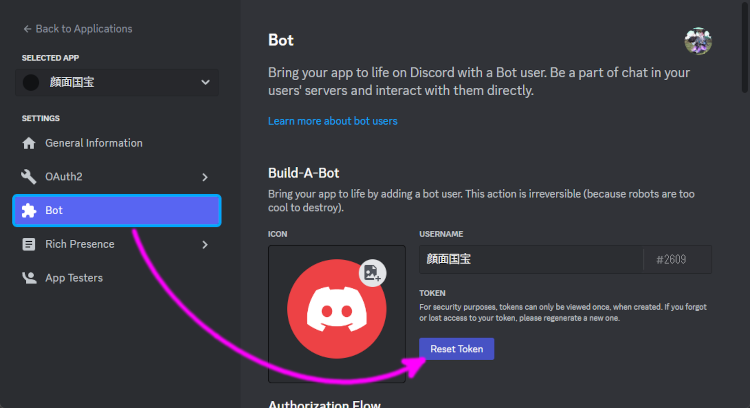 ← Back to Applications
SELECTED APP
顔面国宝
SETTINGS
General Information
OAuth2
Bot
Rich Presence
App Testers
Bot
Bring your app to life on Discord with a Bot user. Be a part of chat in your
users' servers and interact with them directly.
Learn more about bot users
Build-A-Bot
Bring your app to life by adding a bot user. This action is irreversible (because robots are too
cool to destroy).
ICON
USERNAME
顔面国宝
#2609
TOKEN
For security purposes, tokens can only be viewed once, when created. If you forgot
or lost access to your token, please regenerate a new one.
Reset Token
Authorization Flow